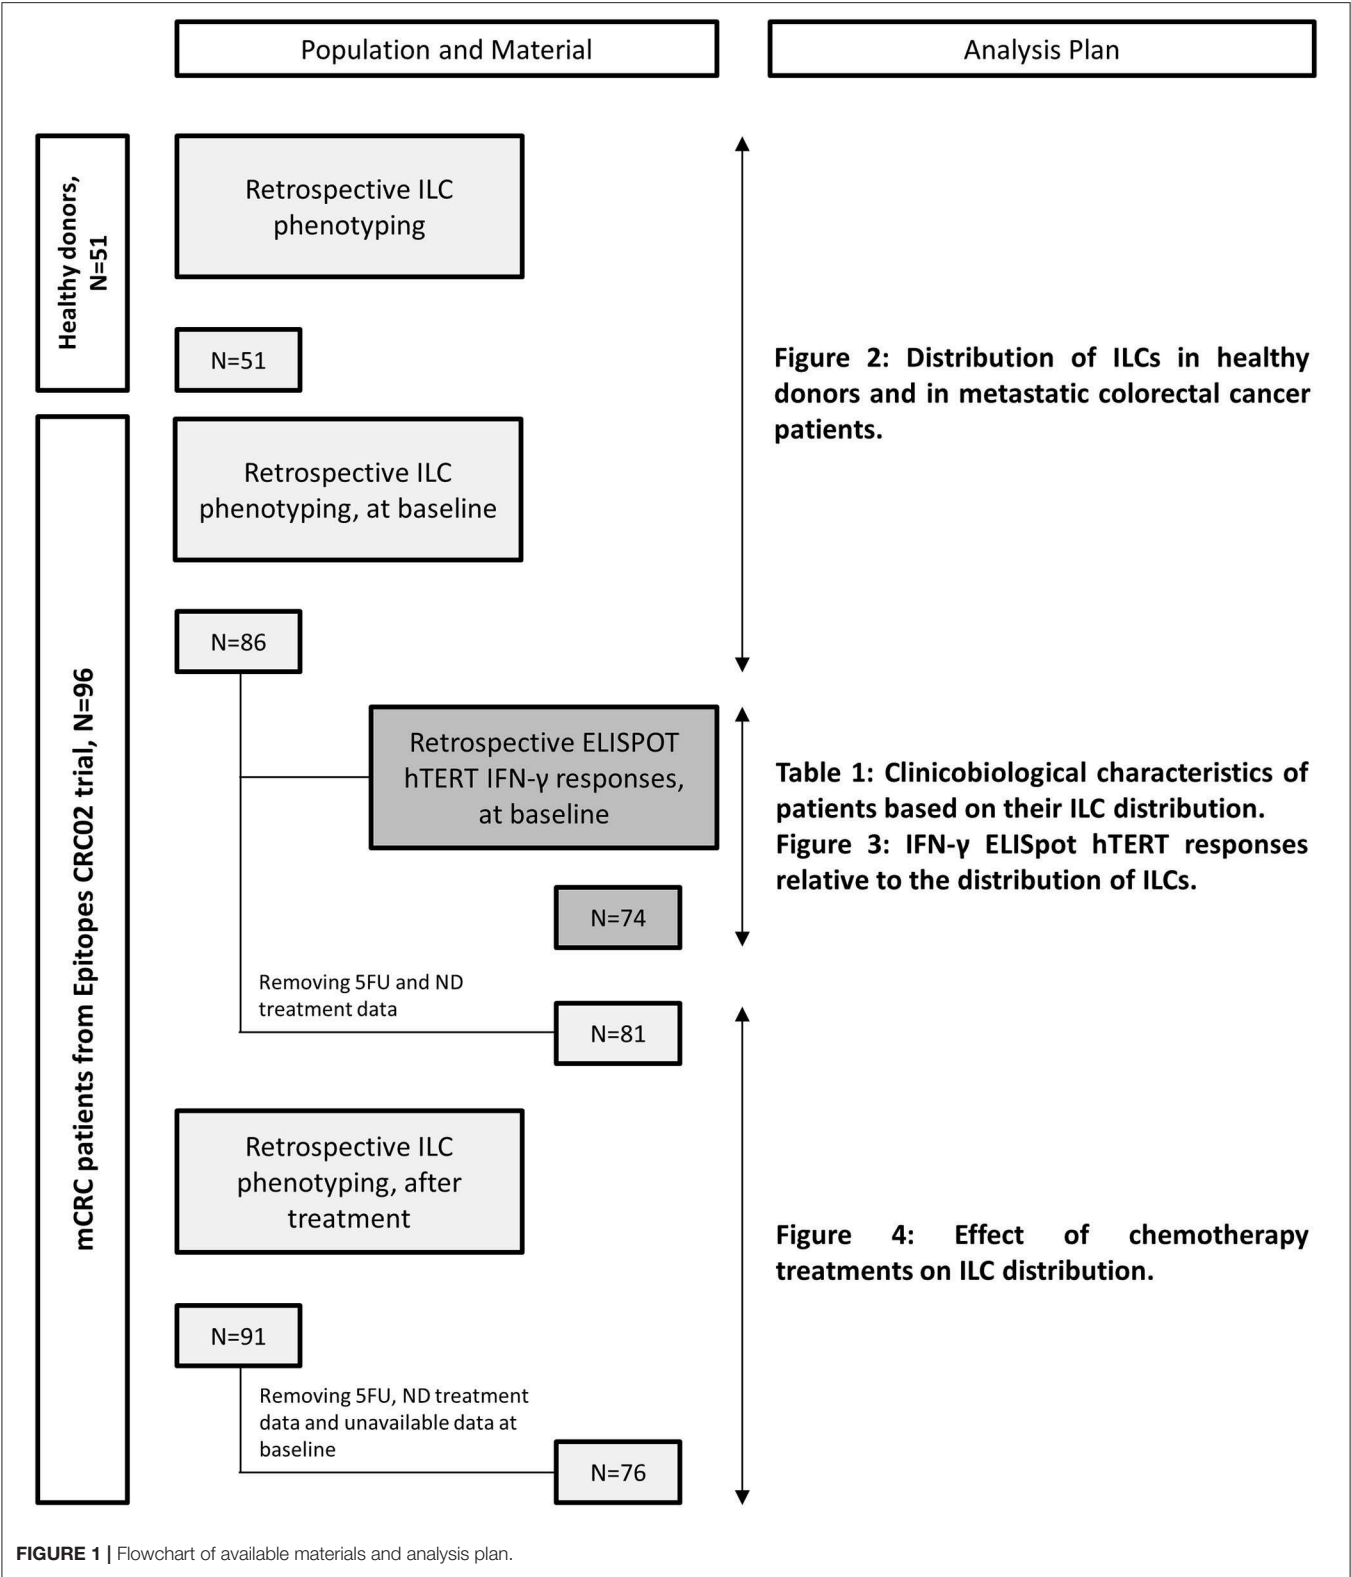 Population and Material
Analysis Plan
Healthy donors,
N=51
Retrospective ILC
phenotyping
N=51
Figure 2: Distribution of ILCs in healthy
donors and in metastatic colorectal cancer
patients.
mCRC patients from Epitopes CRC02 trial, N=96
Retrospective ILC
phenotyping, at baseline
N=86
Retrospective ELISPOT
hTERT IFN-γ responses,
at baseline
N=74
Table 1: Clinicobiological characteristics of
patients based on their ILC distribution.
Figure 3: IFN-γ ELISpot hTERT responses
relative to the distribution of ILCs.
Removing 5FU and ND
treatment data
N=81
Retrospective ILC
phenotyping, after
treatment
Figure 4: Effect of chemotherapy
treatments on ILC distribution.
N=91
Removing 5FU, ND treatment
data and unavailable data at
baseline
N=76
FIGURE 1 | Flowchart of available materials and analysis plan.